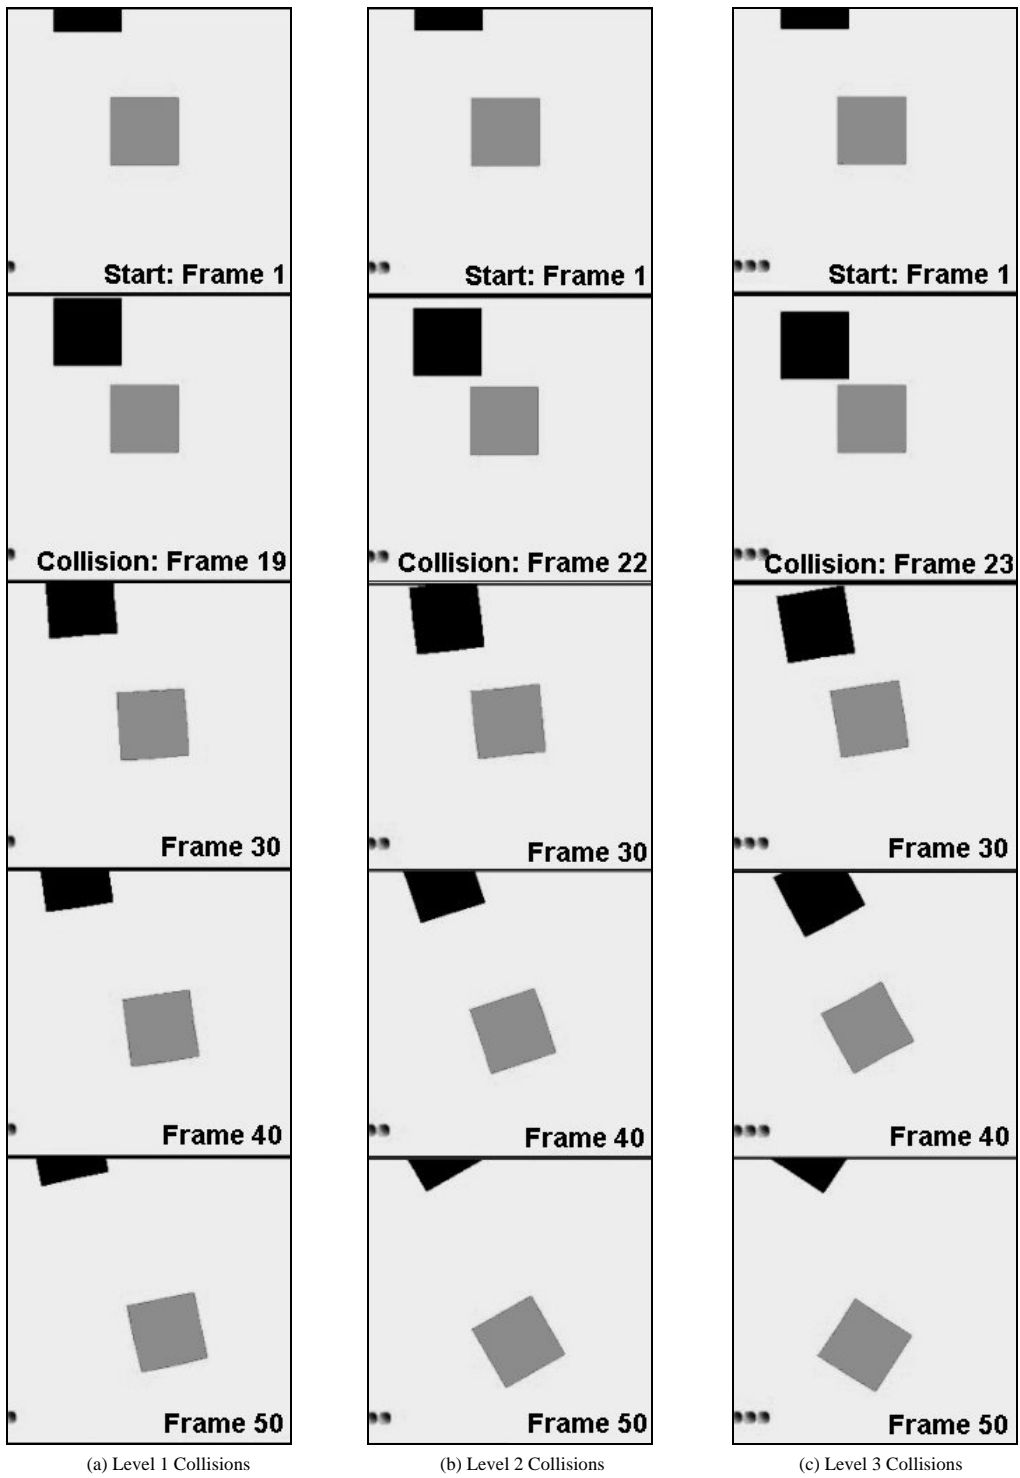 Start: Frame 1
Start: Frame 1
Start: Frame 1
Collision: Frame 19
Collision: Frame 22
Collision: Frame 23
Frame 30
Frame 30
Frame 30
Frame 40
Frame 40
Frame 40
Frame 50
Frame 50
Frame 50
(a) Level 1 Collisions
(b) Level 2 Collisions
(c) Level 3 Collisions